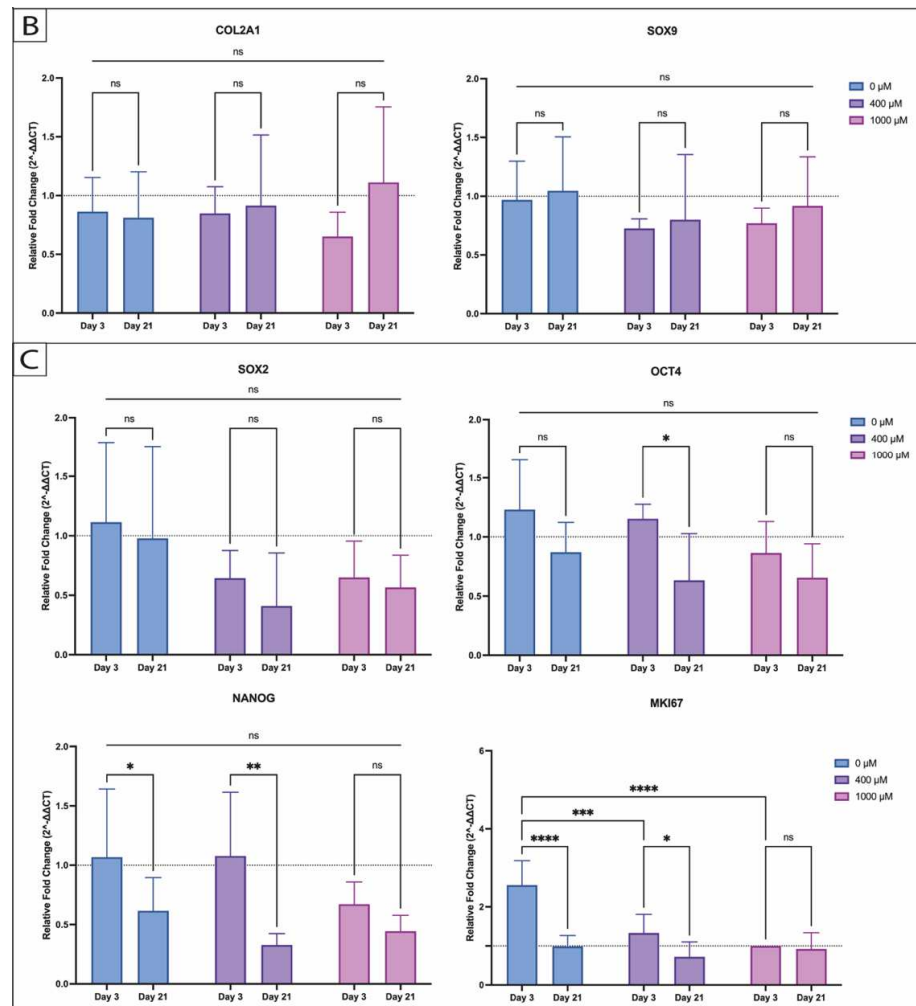 B
COL2A1
ns
ns
ns
ns
Relative Fold Change (2^-ΔΔCT)
2.0
1.5
1.0
0.5
0.0
Day 3 Day 21 Day 3 Day 21 Day 3 Day 21
SOX9
ns
ns
ns
ns
Relative Fold Change (2^-ΔΔCT)
2.0
1.5
1.0
0.5
0.0
Day 3 Day 21 Day 3 Day 21 Day 3 Day 21
0 µM
400 µM
1000 µM
C
SOX2
ns
ns
ns
ns
Relative Fold Change (2^-ΔΔCT)
2.0
1.5
1.0
0.5
0.0
Day 3 Day 21 Day 3 Day 21 Day 3 Day 21
OCT4
ns
ns
*
ns
Relative Fold Change (2^-ΔΔCT)
2.0
1.5
1.0
0.5
0.0
Day 3 Day 21 Day 3 Day 21 Day 3 Day 21
0 µM
400 µM
1000 µM
NANOG
ns
*
**
ns
Relative Fold Change (2^-ΔΔCT)
2.0
1.5
1.0
0.5
0.0
Day 3 Day 21 Day 3 Day 21 Day 3 Day 21
MKI67
****
***
****
*
ns
Relative Fold Change (2^-ΔΔCT)
6
4
2
1
0
Day 3 Day 21 Day 3 Day 21 Day 3 Day 21
0 µM
400 µM
1000 µM